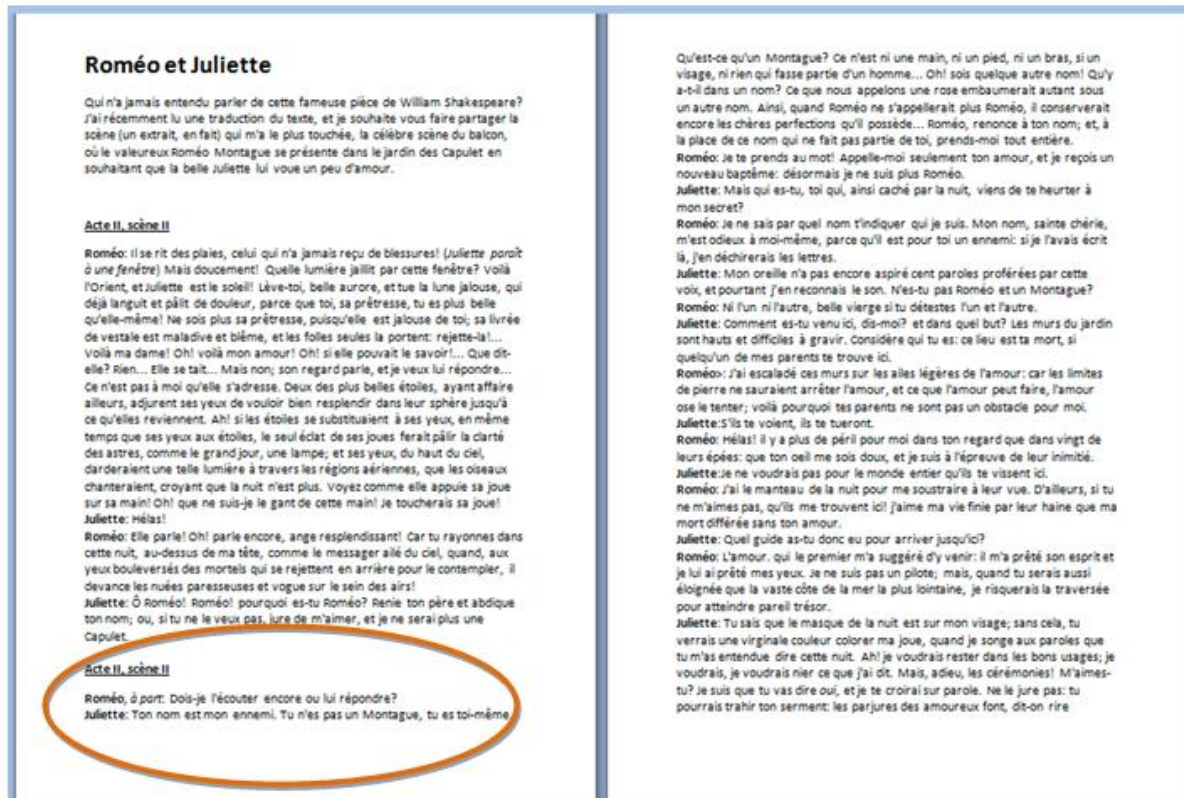 Roméo et Juliette
Qui n'a jamais entendu parler de cette fameuse pièce de William Shakespeare?
J'ai récemment lu une traduction du texte, et je souhaite vous faire partager la
scène (un extrait, en fait) qui m'a le plus touchée, la célèbre scène du balcon,
où le valeureux Roméo Montague se présente dans le jardin des Capulet en
souhaitant que la belle Juliette lui voue un peu d'amour.
Acte II, scène II
Roméo: Il se rit des plaies, celui qui n'a jamais reçu de blessures! (Juliette paraît
à une fenêtre) Mais doucement! Quelle lumière jaillit par cette fenêtre? Voilà
l'Orient, et Juliette est le soleil! Lève-toi, belle aurore, et tue la lune jalouse, qui
déjà languit et pâlit de douleur, parce que toi, sa prêtresse, tu es plus belle
qu'elle-même! Ne sois plus sa prêtresse, puisqu'elle est jalouse de toi; sa livrée
de vestale est maladive et blême, et les folles seules la portent: rejette-la!...
Voilà ma dame! Oh! voilà mon amour! Oh! si elle pouvait le savoir!... Que dit-
elle? Rien... Elle se tait... Mais non; son regard parle, et je veux lui répondre...
Ce n'est pas à moi qu'elle s'adresse. Deux des plus belles étoiles, ayant affaire
ailleurs, adjurent ses yeux de vouloir bien resplendir dans leur sphère jusqu'à
ce qu'elles reviennent. Ah! si les étoiles se substituaient à ses yeux, en même
temps que ses yeux aux étoiles, le seul éclat de ses joues ferait pâlir la clarté
des astres, comme le grand jour, une lampe; et ses yeux, du haut du ciel,
darderaient une telle lumière à travers les régions aériennes, que les oiseaux
chanteraient, croyant que la nuit n'est plus. Voyez comme elle appuie sa joue
sur sa main! Oh! que ne suis-je le gant de cette main! Je toucherais sa joue!
Juliette: Hélas!
Roméo: Elle parle! Oh! parle encore, ange resplendissant! Car tu rayonnes dans
cette nuit, au-dessus de ma tête, comme le messager ailé du ciel, quand, aux
yeux bouleversés des mortels qui se rejettent en arrière pour le contempler, il
devance les nuées paresseuses et vogue sur le sein des airs!
Juliette: Ô Roméo! Roméo! pourquoi es-tu Roméo? Renie ton père et abdique
ton nom; ou, si tu ne le veux pas, jure de m'aimer, et je ne serai plus une
Capulet.
Acte II, scène II
Roméo, à part: Dois-je l'écouter encore ou lui répondre?
Juliette: Ton nom est mon ennemi. Tu n'es pas un Montague, tu es toi-même.
Qu'est-ce qu'un Montague? Ce n'est ni une main, ni un pied, ni un bras, si un
visage, ni rien qui fasse partie d'un homme... Oh! sois quelque autre nom! Qu'y
a-t-il dans un nom? Ce que nous appelons une rose embaumerait autant sous
un autre nom. Ainsi, quand Roméo ne s'appellerait plus Roméo, il conserverait
encore les chères perfections qu'il possède... Roméo, renonce à ton nom; et, à
la place de ce nom qui ne fait pas partie de toi, prends-moi tout entière.
Roméo: Je te prends au mot! Appelle-moi seulement ton amour, et je reçois un
nouveau baptême: désormais je ne suis plus Roméo.
Juliette: Mais qui es-tu, toi qui, ainsi caché par la nuit, viens de te heurter à
mon secret?
Roméo: Je ne sais par quel nom t'indiquer qui je suis. Mon nom, sainte chérie,
m'est odieux à moi-même, parce qu'il est pour toi un ennemi: si je l'avais écrit
là, j'en déchirerais les lettres.
Juliette: Mon oreille n'a pas encore aspiré cent paroles proférées par cette
voix, et pourtant j'en reconnais le son. N'es-tu pas Roméo et un Montague?
Roméo: Ni l'un ni l'autre, belle vierge si tu détestes l'un et l'autre.
Juliette: Comment es-tu venu ici, dis-moi? et dans quel but? Les murs du jardin
sont hauts et difficiles à gravir. Considère qui tu es: ce lieu est ta mort, si
quelqu'un de mes parents te trouve ici.
Roméo>: J'ai escaladé ces murs sur les ailes légères de l'amour: car les limites
de pierre ne sauraient arrêter l'amour, et ce que l'amour peut faire, l'amour
ose le tenter; voilà pourquoi tes parents ne sont pas un obstacle pour moi.
Juliette:S'ils te voient, ils te tueront.
Roméo: Hélas! il y a plus de péril pour moi dans ton regard que dans vingt de
leurs épées: que ton oeil me sois doux, et je suis à l'épreuve de leur inimitié.
Juliette:Je ne voudrais pas pour le monde entier qu'ils te vissent ici.
Roméo: J'ai le manteau de la nuit pour me soustraire à leur vue. D'ailleurs, si tu
ne m'aimes pas, qu'ils me trouvent ici! j'aime ma vie finie par leur haine que ma
mort différée sans ton amour.
Juliette: Quel guide as-tu donc eu pour arriver jusqu'ici?
Roméo: L'amour. qui le premier m'a suggéré d'y venir: il m'a prêté son esprit et
je lui ai prêté mes yeux. Je ne suis pas un pilote; mais, quand tu serais aussi
éloignée que la vaste côte de la mer la plus lointaine, je risquerais la traversée
pour atteindre pareil trésor.
Juliette: Tu sais que le masque de la nuit est sur mon visage; sans cela, tu
verrais une virginale couleur colorer ma joue, quand je songe aux paroles que
tu m'as entendue dire cette nuit. Ah! je voudrais rester dans les bons usages; je
voudrais, je voudrais nier ce que j'ai dit. Mais, adieu, les cérémonies! M'aimes-
tu? Je suis que tu vas dire oui, et je te croirai sur parole. Ne le jure pas: tu
pourrais trahir ton serment: les parjures des amoureux font, dit-on rire